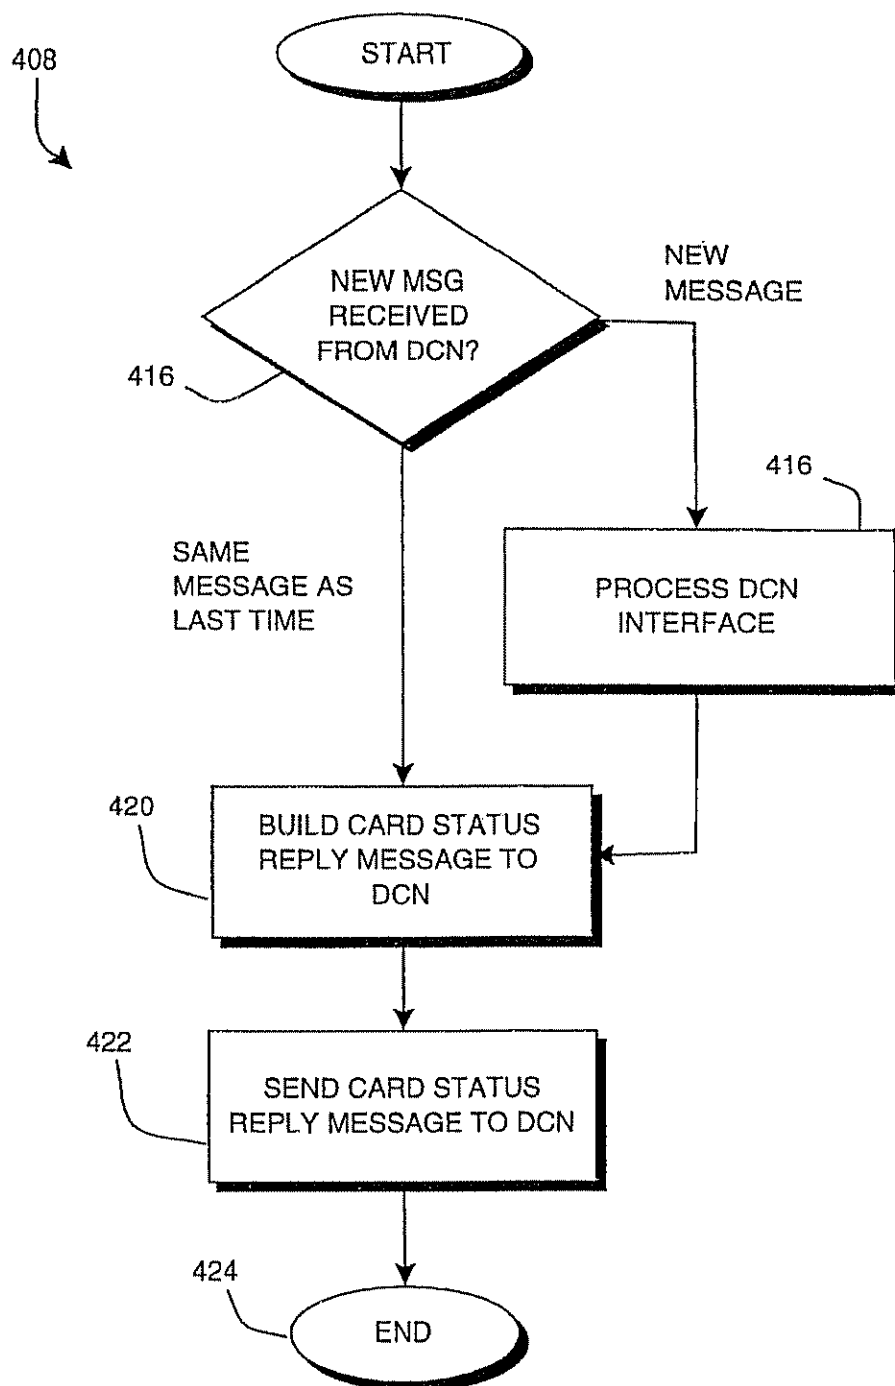 START
408
NEW MSG
RECEIVED
FROM DCN?
NEW
MESSAGE
416
416
SAME
MESSAGE AS
LAST TIME
PROCESS DCN
INTERFACE
420
BUILD CARD STATUS
REPLY MESSAGE TO
DCN
422
SEND CARD STATUS
REPLY MESSAGE TO DCN
424
END